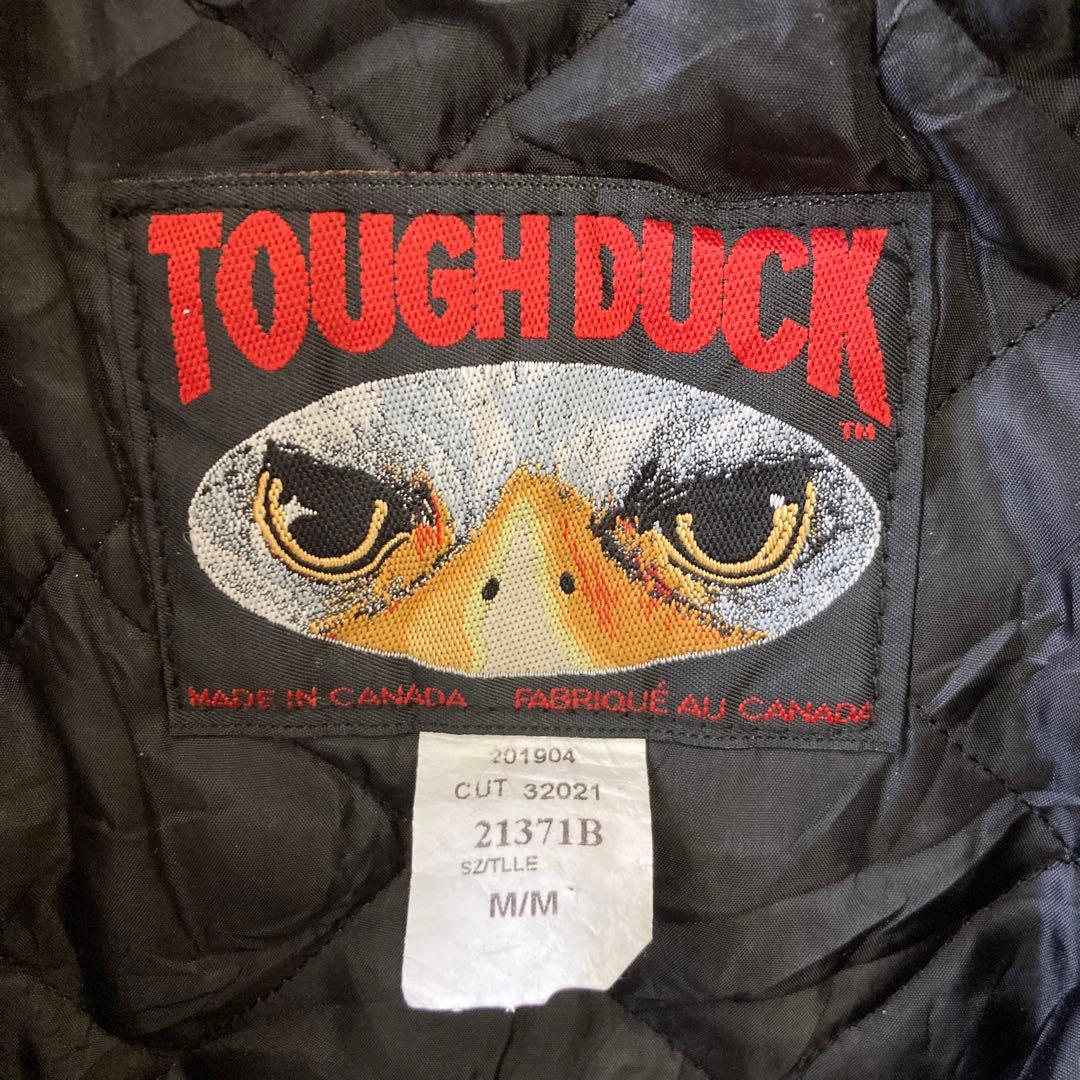 TOUGH DUCK
TM
MADE IN CANADA FABRIQUÉ AU CANADA
201904
CUT 32021
21371B
SZ/TLLE
M/M